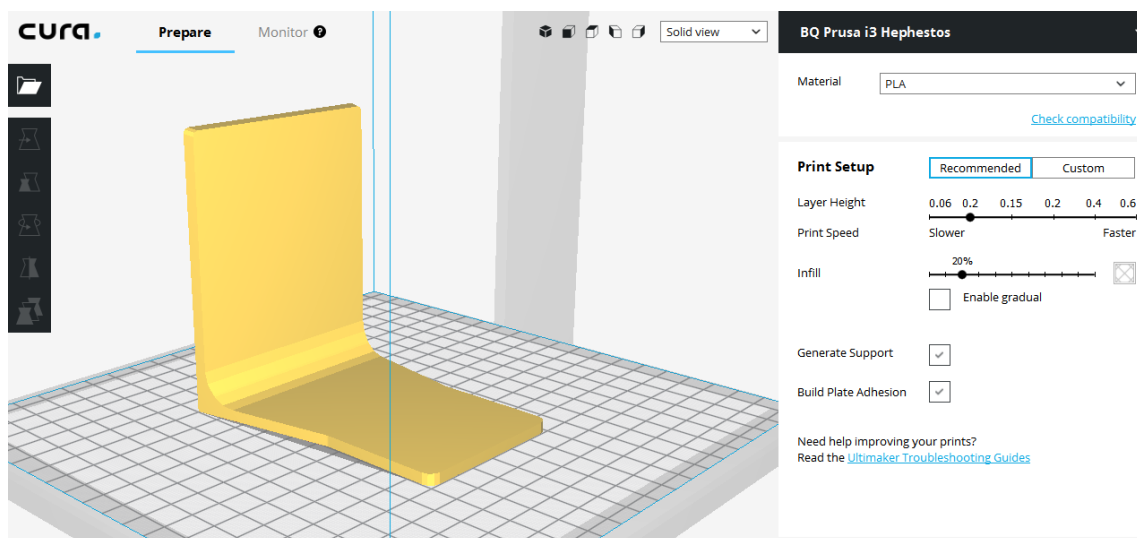 cura.
Prepare
Monitor ?
Solid view
BQ Prusa i3 Hephestos
Material
PLA
Check compatibility
Print Setup
Recommended
Custom
Layer Height
0.06 0.2 0.15 0.2 0.4 0.6
Print Speed
Slower
Faster
20%
Infill
Enable gradual
Generate Support
Build Plate Adhesion
Need help improving your prints?
Read the Ultimaker Troubleshooting Guides